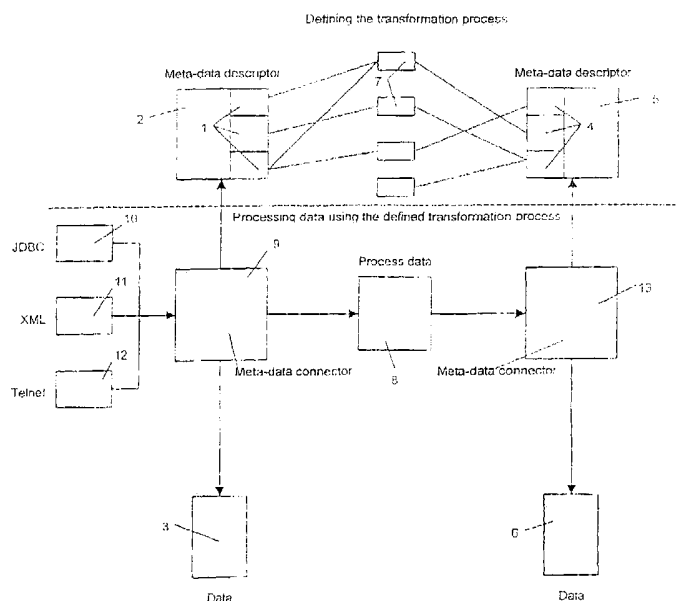 Defining the transformation process
Meta-data descriptor
Meta-data descriptor
7
2
1
5
4
Processing data using the defined transformation process
10
JDBC
9
Process data
13
11
XML
12
Meta-data connector
Meta-data connector
8
Telnet
3
6
Data
Data